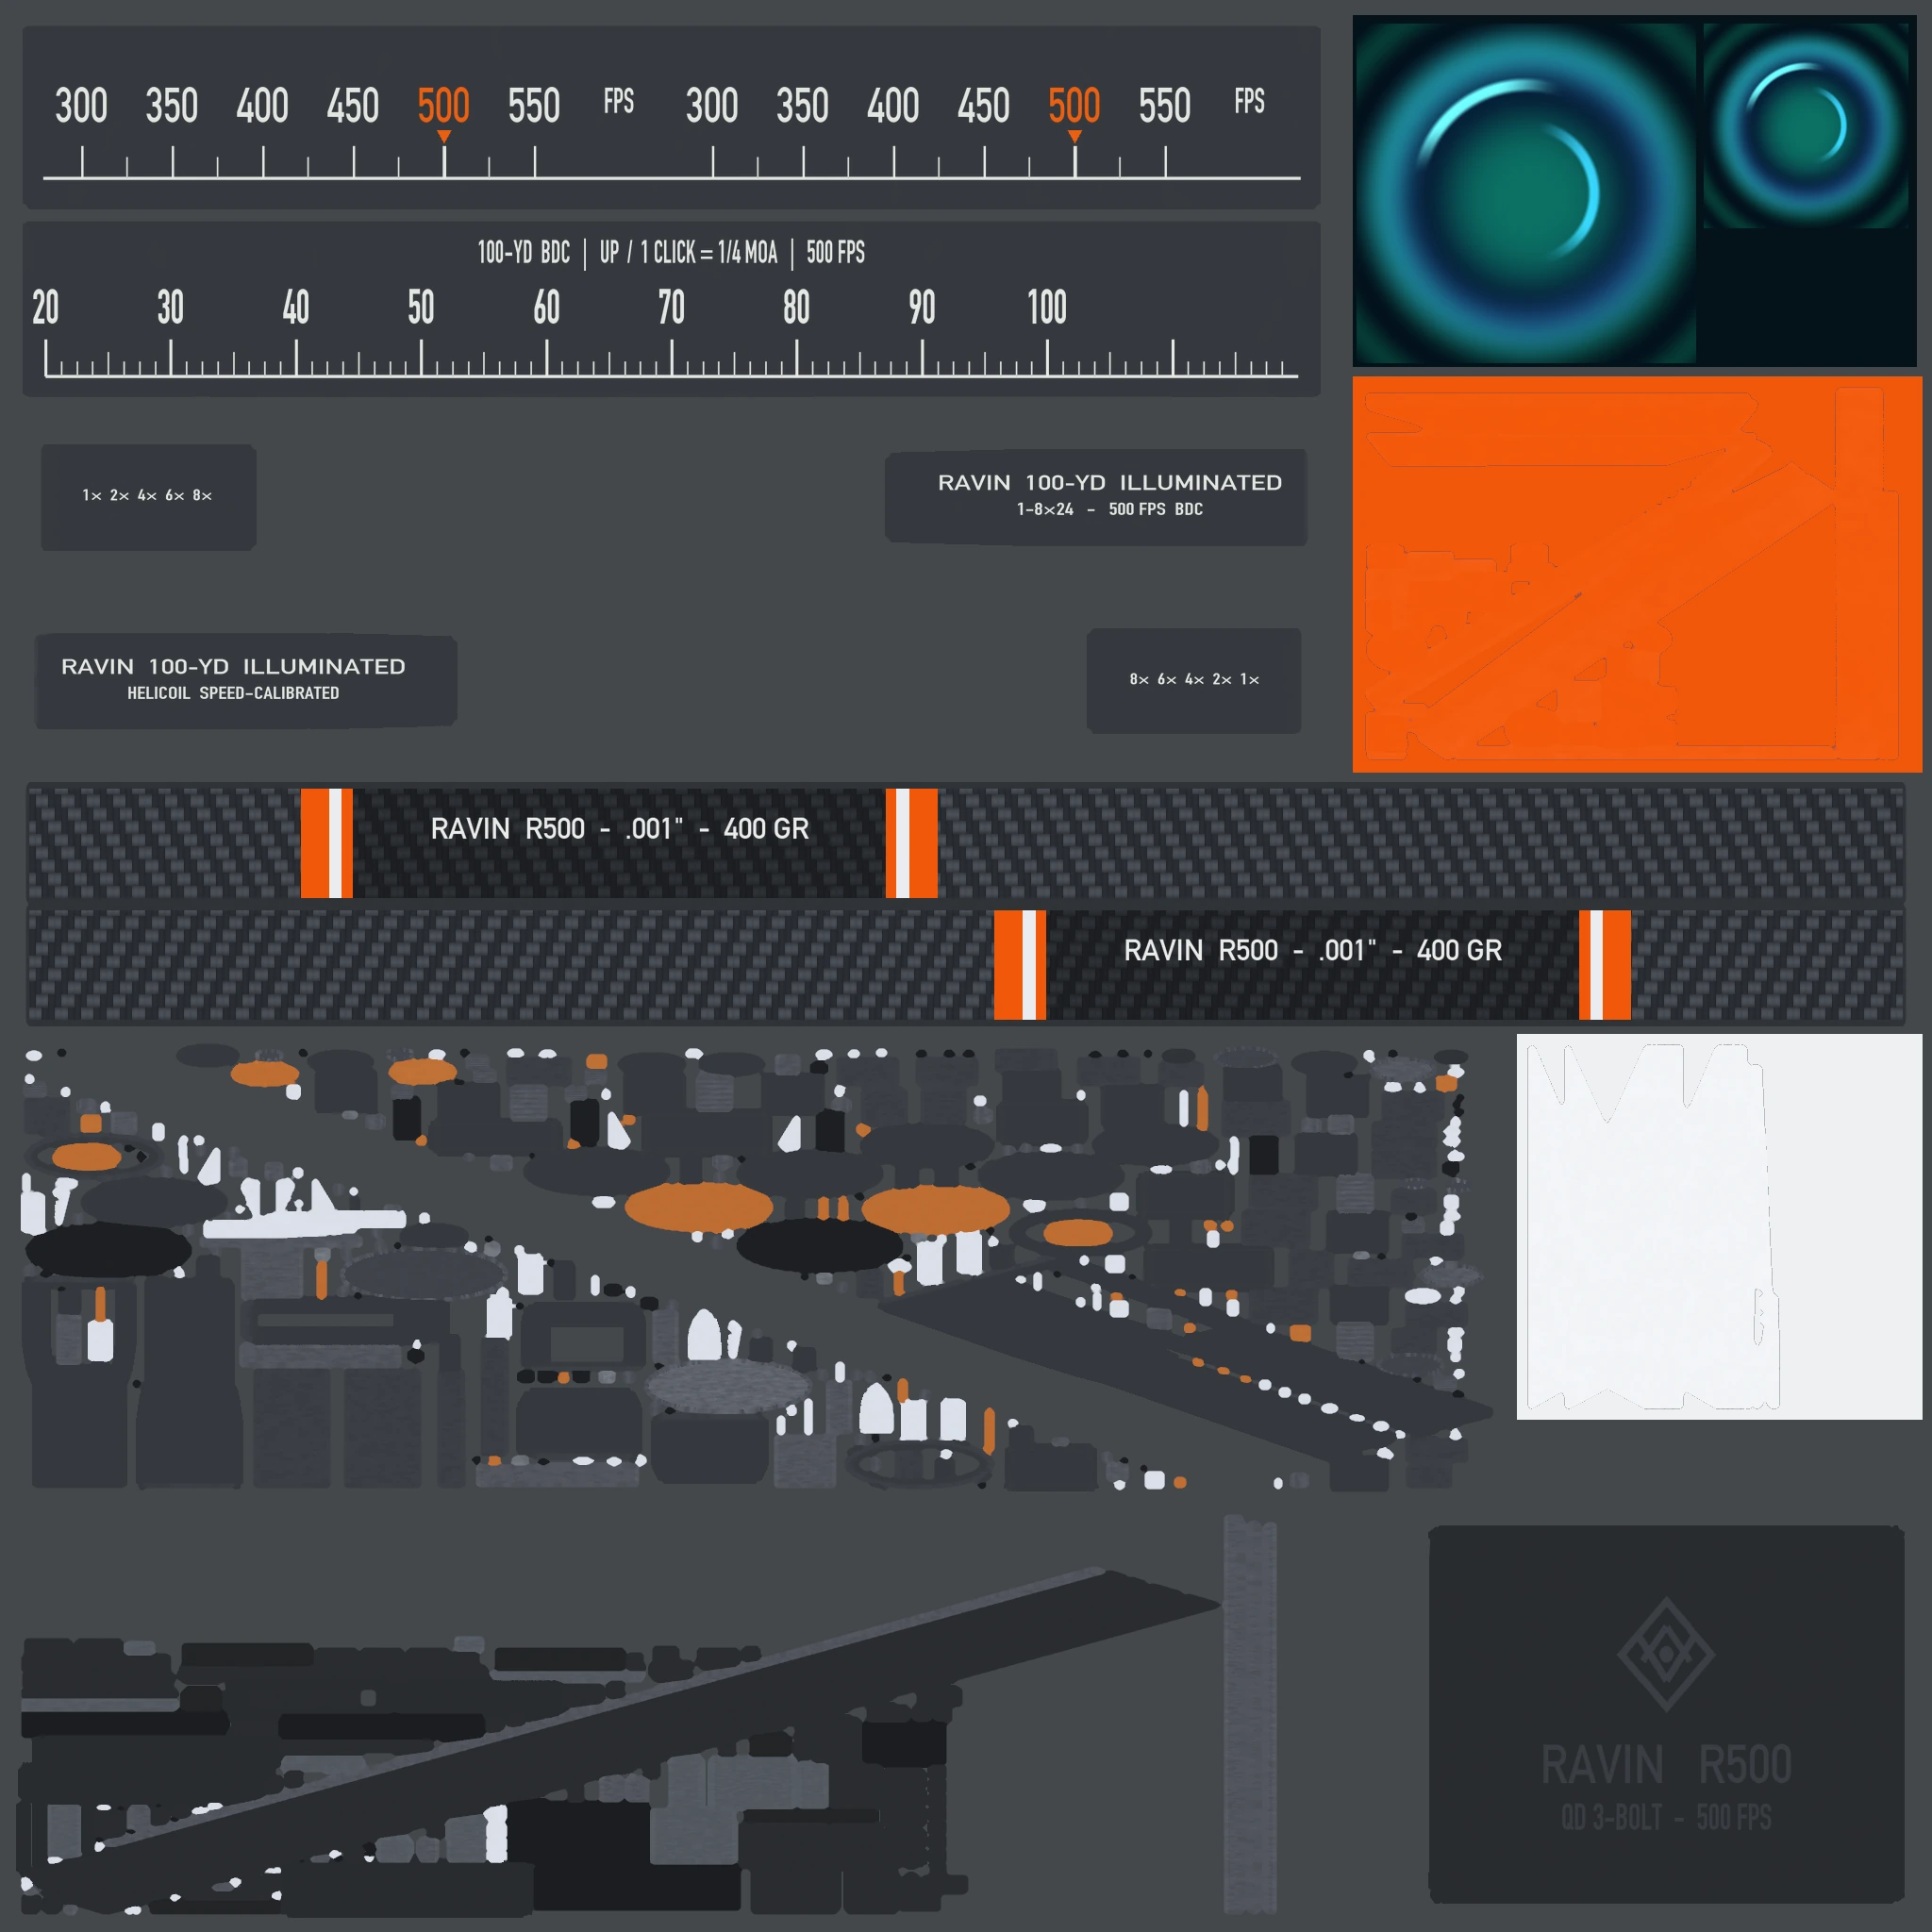 300 350 400 450 500 550 FPS 300 350 400 450 500 550 FPS
100-YD BDC | UP / 1 CLICK = 1/4 MOA | 500 FPS
20 30 40 50 60 70 80 90 100
1× 2× 4× 6× 8×
RAVIN 100-YD ILLUMINATED
1-8×24 - 500 FPS BDC
RAVIN 100-YD ILLUMINATED
HELICOIL SPEED-CALIBRATED
8× 6× 4× 2× 1×
RAVIN R500 - .001" - 400 GR
RAVIN R500 - .001" - 400 GR
RAVIN R500
QD 3-BOLT - 500 FPS